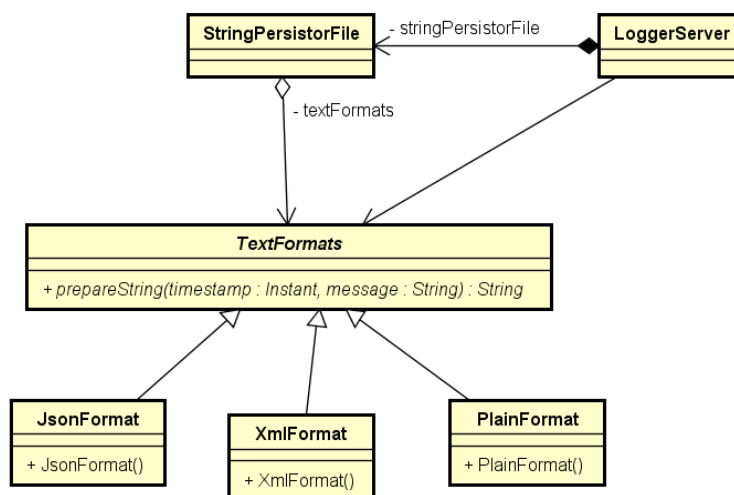 StringPersistorFile
- stringPersistorFile
LoggerServer
- textFormats
TextFormats
+ prepareString(timestamp : Instant, message : String) : String
JsonFormat
+ JsonFormat()
XmlFormat
+ XmlFormat()
PlainFormat
+ PlainFormat()